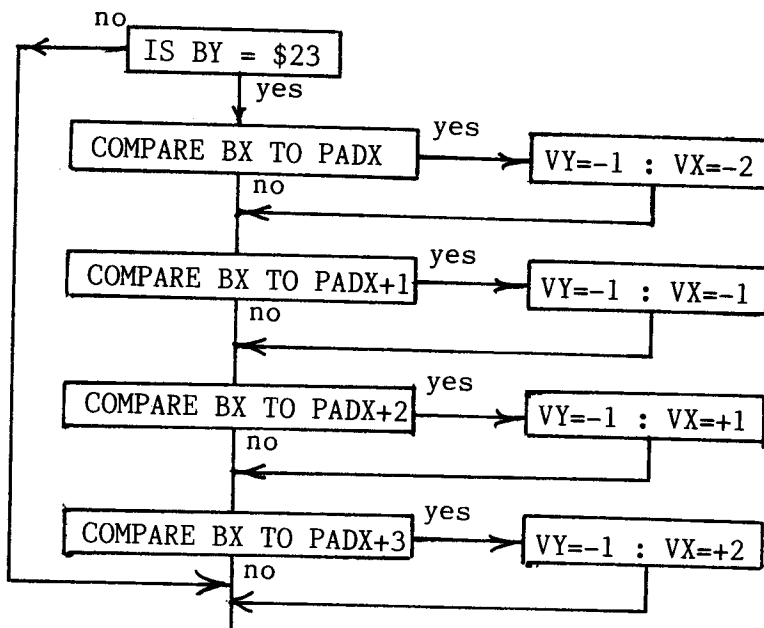 no
IS BY = $23
yes
COMPARE BX TO PADX
yes
VY=-1 : VX=-2
no
COMPARE BX TO PADX+1
yes
VY=-1 : VX=-1
no
COMPARE BX TO PADX+2
yes
VY=-1 : VX=+1
no
COMPARE BX TO PADX+3
yes
VY=-1 : VX=+2
no